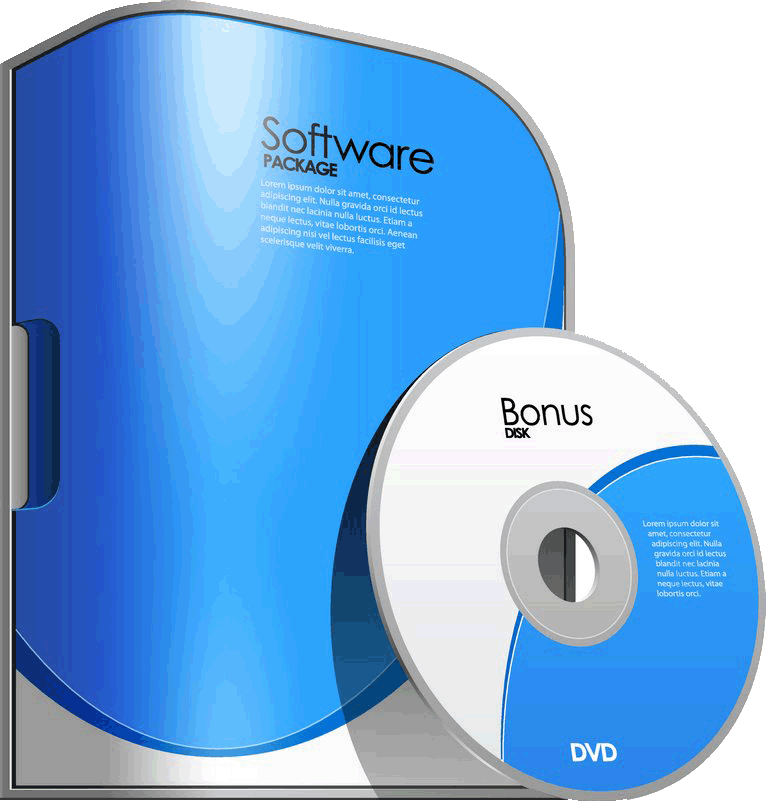 Software
PACKAGE
Lorem ipsum dolor sit amet, consectetur
adipiscing elit. Nulla gravida orci id lectus
blandit nec lacinia nulla luctus. Etiam a
neque lectus, vitae lobortis orci. Aenean
adipiscing nisi vel lectus facilisis eget
scelerisque velit viverra.
Bonus
DISK
Lorem ipsum dolor sit
amet, consectetur
adipiscing elit. Nulla
gravida orci id lectus
blandit nec lacinia
nulla luctus. Etiam a
neque lectus, vitae
lobortis orci.
DVD